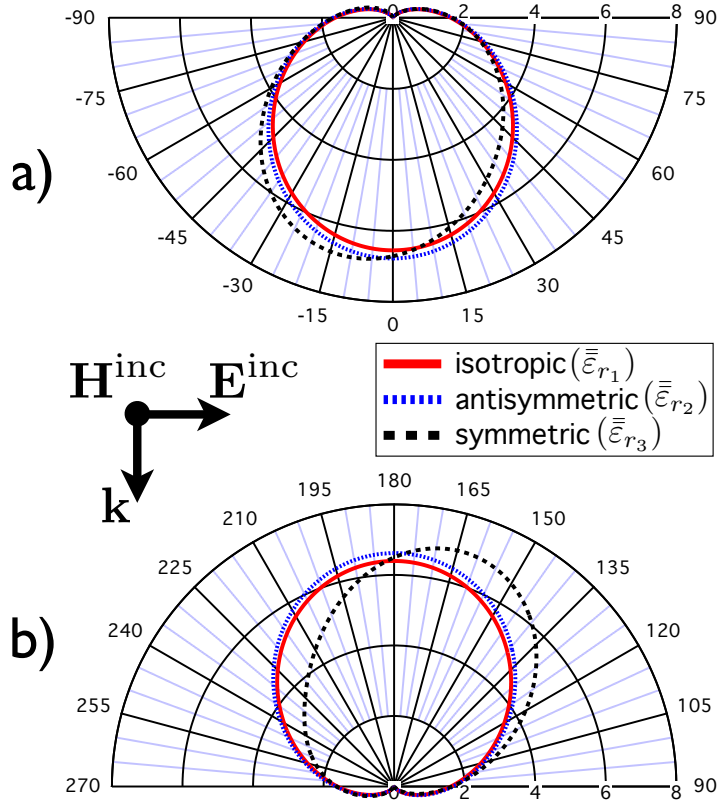 -90 0 2 4 6 8 90
-75 75
-60 60
a)
-45 45
-30 30
-15 15
0
H^inc E^inc
k
isotropic (ε̿_r₁)
antisymmetric (ε̿_r₂)
symmetric (ε̿_r₃)
180
195 165
210 150
225 135
b)
240 120
255 105
270 0 2 4 6 8 90